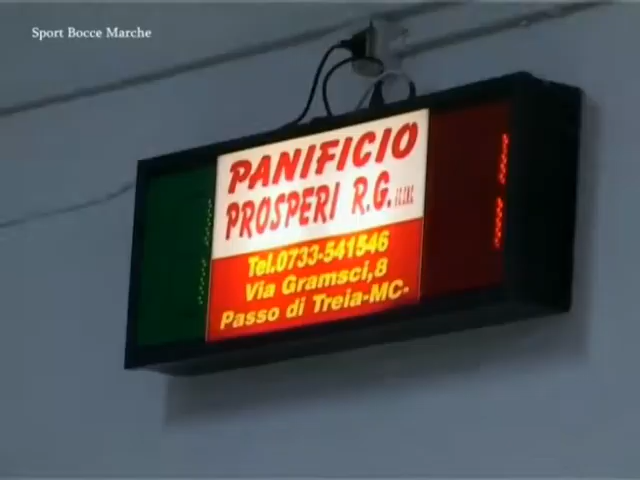 Sport Bocce Marche
PANIFICIO
PROSPERI R.G.
Tel.0733-541546
Via Gramsci,8
Passo di Treia-MC-